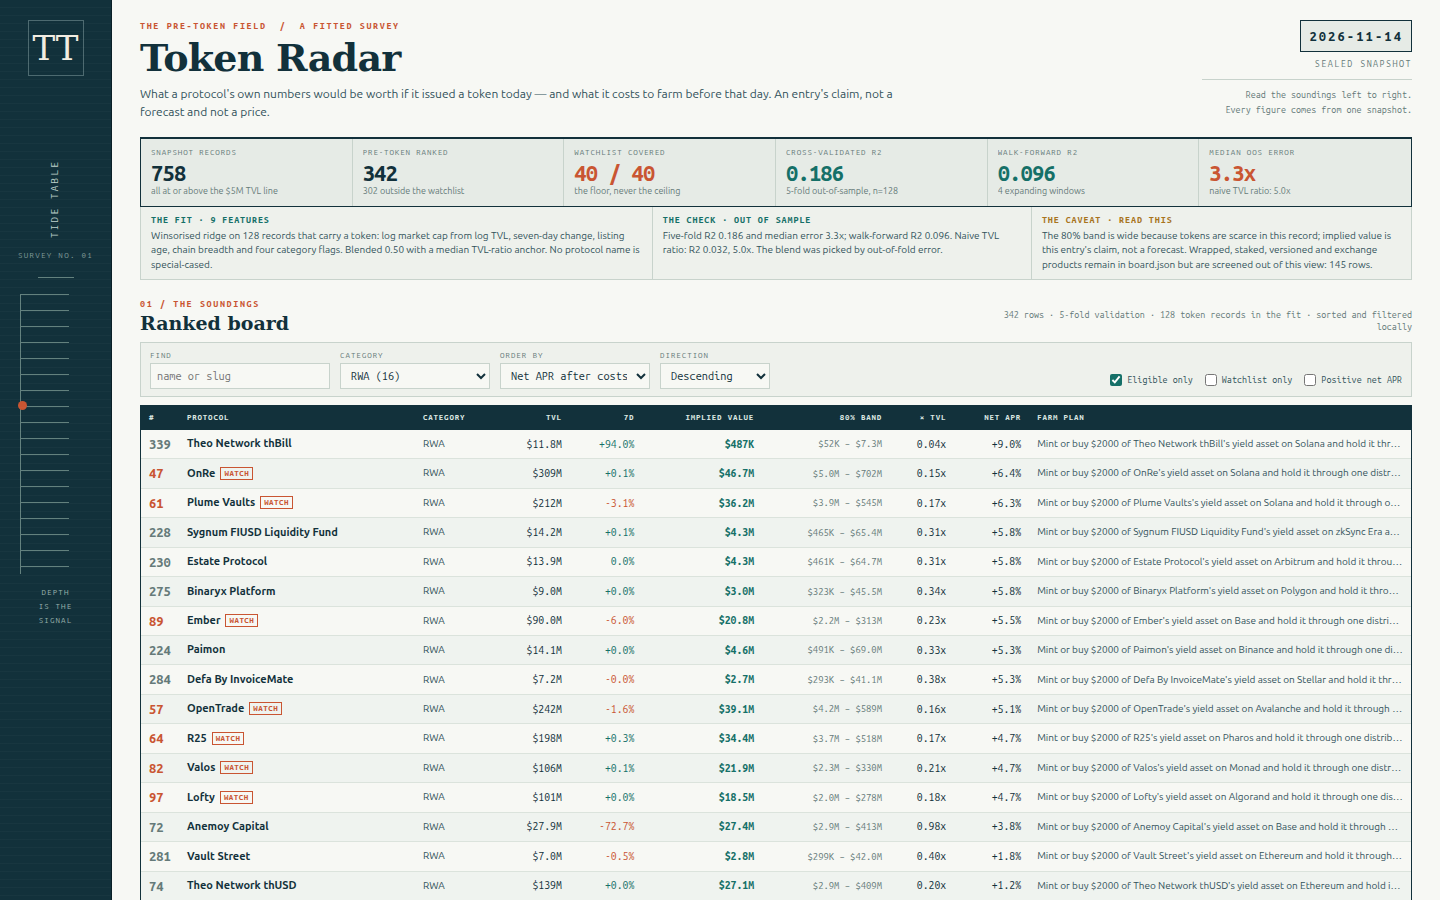 TT
TIDE TABLE
SURVEY NO. 01
DEPTH
IS THE
SIGNAL
THE PRE-TOKEN FIELD / A FITTED SURVEY
Token Radar
What a protocol's own numbers would be worth if it issued a token today — and what it costs to farm before that day. An entry's claim, not a
forecast and not a price.
2026-11-14
SEALED SNAPSHOT
Read the soundings left to right.
Every figure comes from one snapshot.
SNAPSHOT RECORDS
758
all at or above the $5M TVL line
PRE-TOKEN RANKED
342
302 outside the watchlist
WATCHLIST COVERED
40 / 40
the floor, never the ceiling
CROSS-VALIDATED R2
0.186
5-fold out-of-sample, n=128
WALK-FORWARD R2
0.096
4 expanding windows
MEDIAN OOS ERROR
3.3x
naive TVL ratio: 5.0x
THE FIT · 9 FEATURES
Winsorised ridge on 128 records that carry a token: log market cap from log TVL, seven-day change, listing
age, chain breadth and four category flags. Blended 0.50 with a median TVL-ratio anchor. No protocol name is
special-cased.
THE CHECK · OUT OF SAMPLE
Five-fold R2 0.186 and median error 3.3x; walk-forward R2 0.096. Naive TVL
ratio: R2 0.032, 5.0x. The blend was picked by out-of-fold error.
THE CAVEAT · READ THIS
The 80% band is wide because tokens are scarce in this record; implied value is
this entry's claim, not a forecast. Wrapped, staked, versioned and exchange
products remain in board.json but are screened out of this view: 145 rows.
01 / THE SOUNDINGS
Ranked board
342 rows · 5-fold validation · 128 token records in the fit · sorted and filtered
locally
FIND CATEGORY ORDER BY DIRECTION
name or slug RWA (16) Net APR after costs Descending Eligible only Watchlist only Positive net APR
# PROTOCOL CATEGORY TVL 7D IMPLIED VALUE 80% BAND × TVL NET APR FARM PLAN
339 Theo Network thBill RWA $11.8M +94.0% $487K $52K – $7.3M 0.04x +9.0% Mint or buy $2000 of Theo Network thBill's yield asset on Solana and hold it thr...
47 OnRe WATCH RWA $309M +0.1% $46.7M $5.0M – $702M 0.15x +6.4% Mint or buy $2000 of OnRe's yield asset on Solana and hold it through one distr...
61 Plume Vaults WATCH RWA $212M -3.1% $36.2M $3.9M – $545M 0.17x +6.3% Mint or buy $2000 of Plume Vaults's yield asset on Solana and hold it through o...
228 Sygnum FIUSD Liquidity Fund RWA $14.2M +0.1% $4.3M $465K – $65.4M 0.31x +5.8% Mint or buy $2000 of Sygnum FIUSD Liquidity Fund's yield asset on zkSync Era a...
230 Estate Protocol RWA $13.9M 0.0% $4.3M $461K – $64.7M 0.31x +5.8% Mint or buy $2000 of Estate Protocol's yield asset on Arbitrum and hold it throu...
275 Binaryx Platform RWA $9.0M +0.0% $3.0M $323K – $45.5M 0.34x +5.8% Mint or buy $2000 of Binaryx Platform's yield asset on Polygon and hold it thro...
89 Ember WATCH RWA $90.0M -6.0% $20.8M $2.2M – $313M 0.23x +5.5% Mint or buy $2000 of Ember's yield asset on Base and hold it through one distri...
224 Paimon RWA $14.1M +0.0% $4.6M $491K – $69.0M 0.33x +5.3% Mint or buy $2000 of Paimon's yield asset on Binance and hold it through one di...
284 Defa By InvoiceMate RWA $7.2M -0.0% $2.7M $293K – $41.1M 0.38x +5.3% Mint or buy $2000 of Defa By InvoiceMate's yield asset on Stellar and hold it thr...
57 OpenTrade WATCH RWA $242M -1.6% $39.1M $4.2M – $589M 0.16x +5.1% Mint or buy $2000 of OpenTrade's yield asset on Avalanche and hold it through ...
64 R25 WATCH RWA $198M +0.3% $34.4M $3.7M – $518M 0.17x +4.7% Mint or buy $2000 of R25's yield asset on Pharos and hold it through one distrib...
82 Valos WATCH RWA $106M +0.1% $21.9M $2.3M – $330M 0.21x +4.7% Mint or buy $2000 of Valos's yield asset on Monad and hold it through one distr...
97 Lofty WATCH RWA $101M +0.0% $18.5M $2.0M – $278M 0.18x +4.7% Mint or buy $2000 of Lofty's yield asset on Algorand and hold it through one dis...
72 Anemoy Capital RWA $27.9M -72.7% $27.4M $2.9M – $413M 0.98x +3.8% Mint or buy $2000 of Anemoy Capital's yield asset on Base and hold it through ...
281 Vault Street RWA $7.0M -0.5% $2.8M $299K – $42.0M 0.40x +1.8% Mint or buy $2000 of Vault Street's yield asset on Ethereum and hold it through...
74 Theo Network thUSD RWA $139M +0.0% $27.1M $2.9M – $409M 0.20x +1.2% Mint or buy $2000 of Theo Network thUSD's yield asset on Ethereum and hold i...